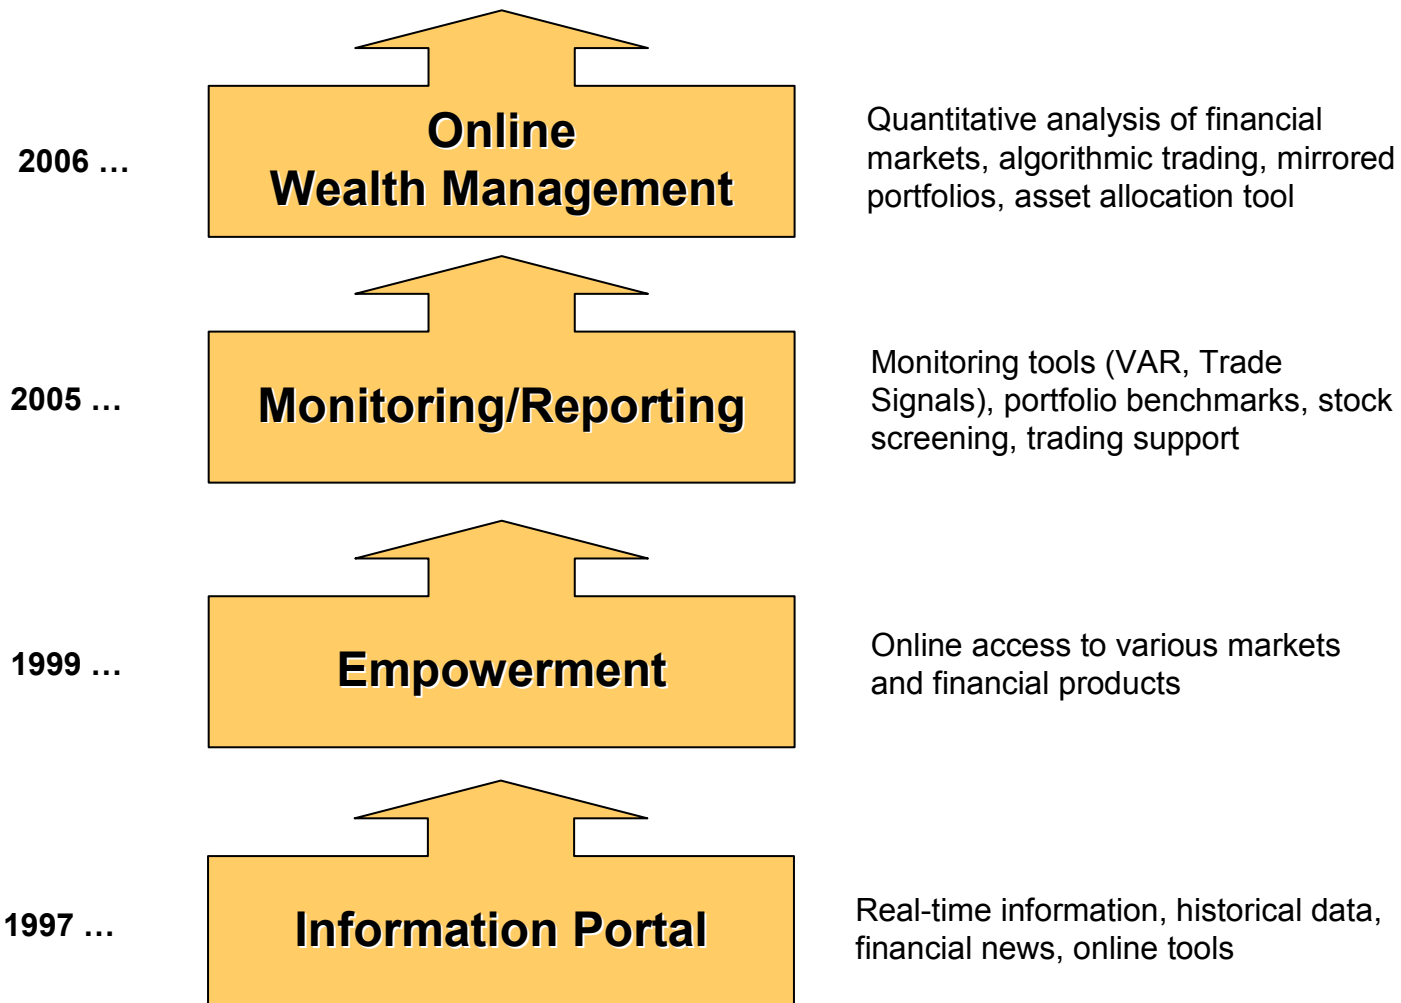 2006 …
Online
Wealth Management
Quantitative analysis of financial
markets, algorithmic trading, mirrored
portfolios, asset allocation tool
2005 …
Monitoring/Reporting
Monitoring tools (VAR, Trade
Signals), portfolio benchmarks, stock
screening, trading support
1999 …
Empowerment
Online access to various markets
and financial products
1997 …
Information Portal
Real-time information, historical data,
financial news, online tools